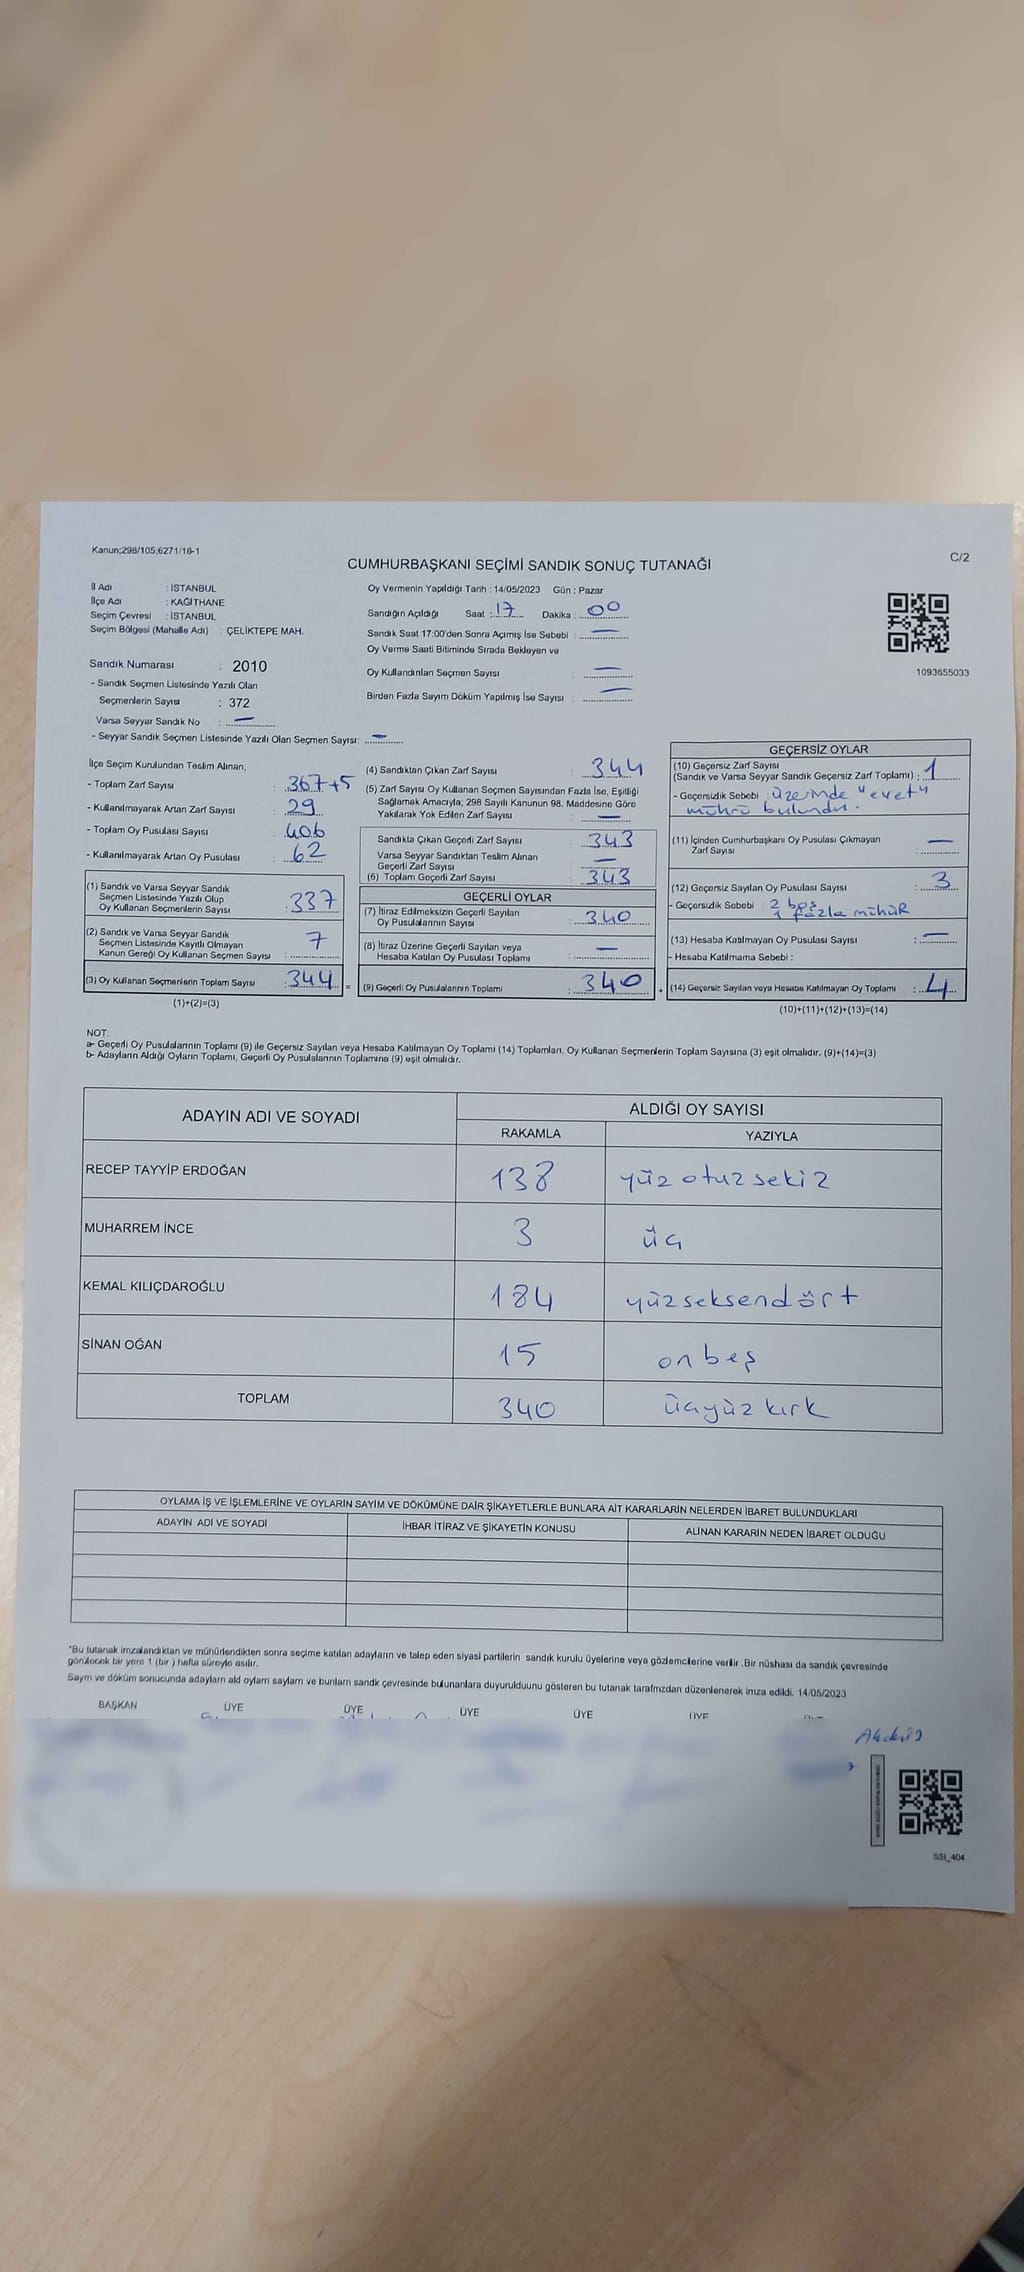 Kanun;298/105;6271/16-1
C/2
CUMHURBAŞKANI SEÇİMİ SANDIK SONUÇ TUTANAĞI
İl Adı : İSTANBUL
İlçe Adı : KAĞITHANE
Seçim Çevresi : İSTANBUL
Seçim Bölgesi (Mahalle Adı) : ÇELİKTEPE MAH.
Sandık Numarası : 2010
- Sandık Seçmen Listesinde Yazılı Olan
Seçmenlerin Sayısı : 372
Varsa Seyyar Sandık No : —
- Seyyar Sandık Seçmen Listesinde Yazılı Olan Seçmen Sayısı: —
Oy Vermenin Yapıldığı Tarih : 14/05/2023 Gün : Pazar
Sandığın Açıldığı Saat : 17 Dakika : 00
Sandık Saat 17:00'den Sonra Açımış İse Sebebi : —
Oy Verme Saati Bitiminde Sırada Bekleyen ve
Oy Kullandırılan Seçmen Sayısı : —
Birden Fazla Sayım Döküm Yapılmış İse Sayısı : —
1093655033
İlçe Seçim Kurulundan Teslim Alınan,
- Toplam Zarf Sayısı : 367+5
- Kullanılmayarak Artan Zarf Sayısı : 29
- Toplam Oy Pusulası Sayısı : 406
- Kullanılmayarak Artan Oy Pusulası : 62
(1) Sandık ve Varsa Seyyar Sandık
Seçmen Listesinde Yazılı Olup
Oy Kullanan Seçmenlerin Sayısı : 337
(2) Sandık ve Varsa Seyyar Sandık
Seçmen Listesinde Kayıtlı Olmayan
Kanun Gereği Oy Kullanan Seçmen Sayısı : 7
(3) Oy Kullanan Seçmenlerin Toplam Sayısı : 344 =
(1)+(2)=(3)
(4) Sandıktan Çıkan Zarf Sayısı : 344
(5) Zarf Sayısı Oy Kullanan Seçmen Sayısından Fazla İse, Eşitliği
Sağlamak Amacıyla; 298 Sayılı Kanunun 98. Maddesine Göre
Yakılarak Yok Edilen Zarf Sayısı : —
Sandıkla Çıkan Geçerli Zarf Sayısı : 343
Varsa Seyyar Sandıktan Teslim Alınan
Geçerli Zarf Sayısı : —
(6) Toplam Geçerli Zarf Sayısı : 343
GEÇERLİ OYLAR
(7) İtiraz Edilmeksizin Geçerli Sayılan
Oy Pusulalarının Sayısı : 340
(8) İtiraz Üzerine Geçerli Sayılan veya
Hesaba Katılan Oy Pusulası Toplamı : —
(9) Geçerli Oy Pusulalarının Toplamı : 340 +
GEÇERSİZ OYLAR
(10) Geçersiz Zarf Sayısı
(Sandık ve Varsa Seyyar Sandık Geçersiz Zarf Toplamı) : 1
- Geçersizlik Sebebi : üzerinde "evet"
mührü bulundu.
(11) İçinden Cumhurbaşkanı Oy Pusulası Çıkmayan
Zarf Sayısı : —
(12) Geçersiz Sayılan Oy Pusulası Sayısı : 3
- Geçersizlik Sebebi : 2 boş
1 fazla mühür
(13) Hesaba Katılmayan Oy Pusulası Sayısı : —
- Hesaba Katılmama Sebebi :
(14) Geçersiz Sayılan veya Hesaba Katılmayan Oy Toplamı : 4
(10)+(11)+(12)+(13)=(14)
NOT:
a- Geçerli Oy Pusulalarının Toplamı (9) ile Geçersiz Sayılan veya Hesaba Katılmayan Oy Toplamı (14) Toplamları, Oy Kullanan Seçmenlerin Toplam Sayısına (3) eşit olmalıdır. (9)+(14)=(3)
b- Adayların Aldığı Oyların Toplamı, Geçerli Oy Pusulalarının Toplamına (9) eşit olmalıdır.
ADAYIN ADI VE SOYADI
ALDIĞI OY SAYISI
RAKAMLA YAZIYLA
RECEP TAYYİP ERDOĞAN 138 yüz otuz sekiz
MUHARREM İNCE 3 üç
KEMAL KILIÇDAROĞLU 184 yüzseksendört
SİNAN OĞAN 15 onbeş
TOPLAM 340 üçyüz kırk
OYLAMA İŞ VE İŞLEMLERİNE VE OYLARIN SAYIM VE DÖKÜMÜNE DAİR ŞİKAYETLERLE BUNLARA AİT KARARLARIN NELERDEN İBARET BULUNDUKLARI
ADAYIN ADI VE SOYADI İHBAR İTİRAZ VE ŞİKAYETİN KONUSU ALINAN KARARIN NEDEN İBARET OLDUĞU
*Bu tutanak imzalandıktan ve mühürlendikten sonra seçime katılan adayların ve talep eden siyasi partilerin sandık kurulu üyelerine veya gözlemcilerine verilir.Bir nüshası da sandık çevresinde
görülecek bir yere 1 (bir ) hafta süreyle asılır.
Sayım ve döküm sonucunda adayların ald oyların sayların ve bunların sandk çevresinde bulunanlara duyurulduunu gösteren bu tutanak tarafmzdan düzenlenerek imza edildi. 14/05/2023
BAŞKAN ÜYE ÜYE ÜYE ÜYE ÜYE
SSI_404